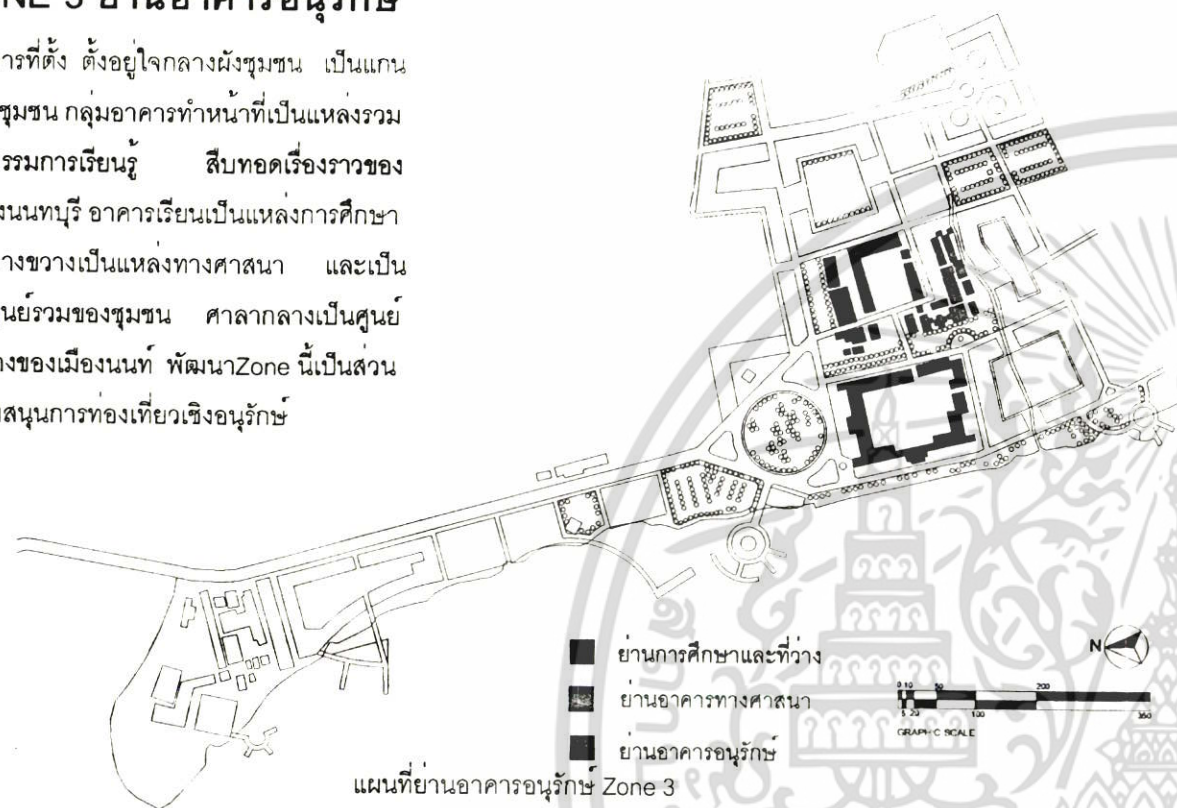 NE 3 ย่านอาคารอนุรักษ์
ารที่ตั้ง ตั้งอยู่ใจกลางผังชุมชน เป็นแกน
ชุมชน กลุ่มอาคารทำหน้าที่เป็นแหล่งรวม
รรมการเรียนรู้ สืบทอดเรื่องราวของ
งนนทบุรี อาคารเรียนเป็นแหล่งการศึกษา
างขวางเป็นแหล่งทางศาสนา และเป็น
นย์รวมของชุมชน ศาลากลางเป็นศูนย์
างของเมืองนนท์ พัฒนาZone นี้เป็นส่วน
สนุนการท่องเที่ยวเชิงอนุรักษ์
ย่านการศึกษาและที่ว่าง
ย่านอาคารทางศาสนา
ย่านอาคารอนุรักษ์
N
0 10 50 200
5 20 100 350
GRAPHIC SCALE
แผนที่ย่านอาคารอนุรักษ์ Zone 3